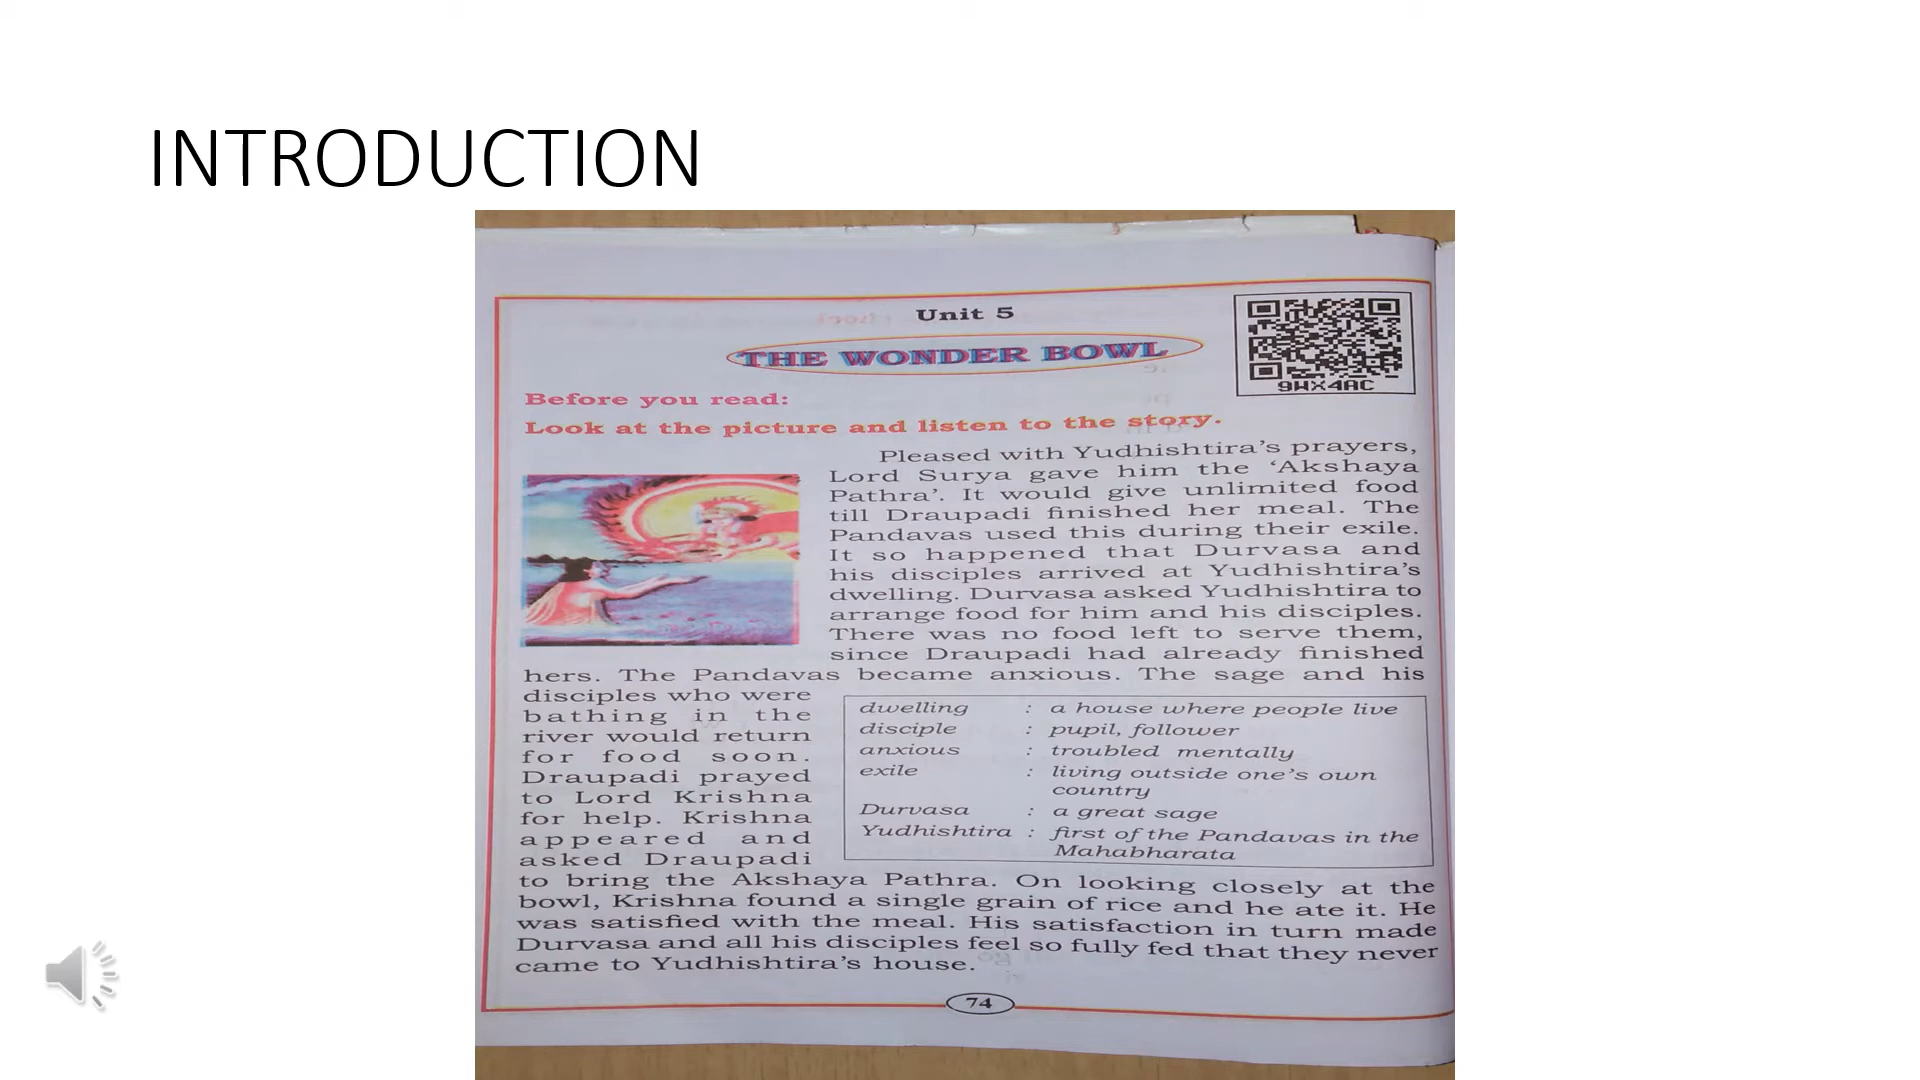 INTRODUCTION
Unit 5
THE WONDER BOWL
9WX4AC
Before you read:
Look at the picture and listen to the story.
Pleased with Yudhishtira's prayers,
Lord Surya gave him the 'Akshaya
Pathra'. It would give unlimited food
till Draupadi finished her meal. The
Pandavas used this during their exile.
It so happened that Durvasa and
his disciples arrived at Yudhishtira's
dwelling. Durvasa asked Yudhishtira to
arrange food for him and his disciples.
There was no food left to serve them,
since Draupadi had already finished
hers. The Pandavas became anxious. The sage and his
disciples who were
bathing in the
river would return
for food soon.
Draupadi prayed
to Lord Krishna
for help. Krishna
appeared and
asked Draupadi
dwelling : a house where people live
disciple : pupil, follower
anxious : troubled mentally
exile : living outside one's own
country
Durvasa : a great sage
Yudhishtira : first of the Pandavas in the
Mahabharata
to bring the Akshaya Pathra. On looking closely at the
bowl, Krishna found a single grain of rice and he ate it. He
was satisfied with the meal. His satisfaction in turn made
Durvasa and all his disciples feel so fully fed that they never
came to Yudhishtira's house.
74